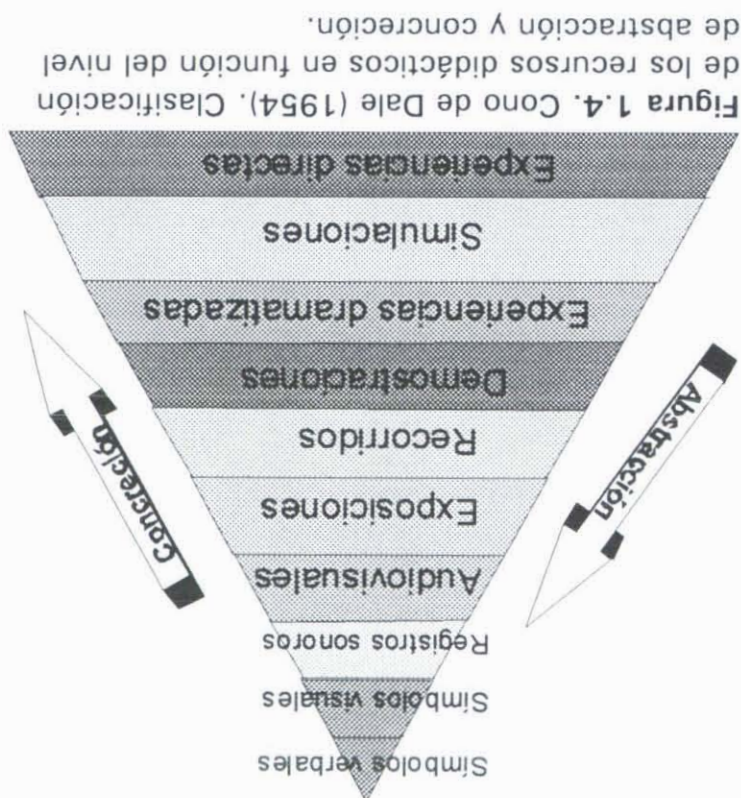 Símbolos verbales
Símbolos visuales
Registros sonoros
Audiovisuales
Exposiciones
Recorridos
Demostraciones
Experiencias dramatizadas
Simulaciones
Experiencias directas
Abstracción
Concreción
Figura 1.4. Cono de Dale (1954). Clasificación
de los recursos didácticos en función del nivel
de abstracción y concreción.